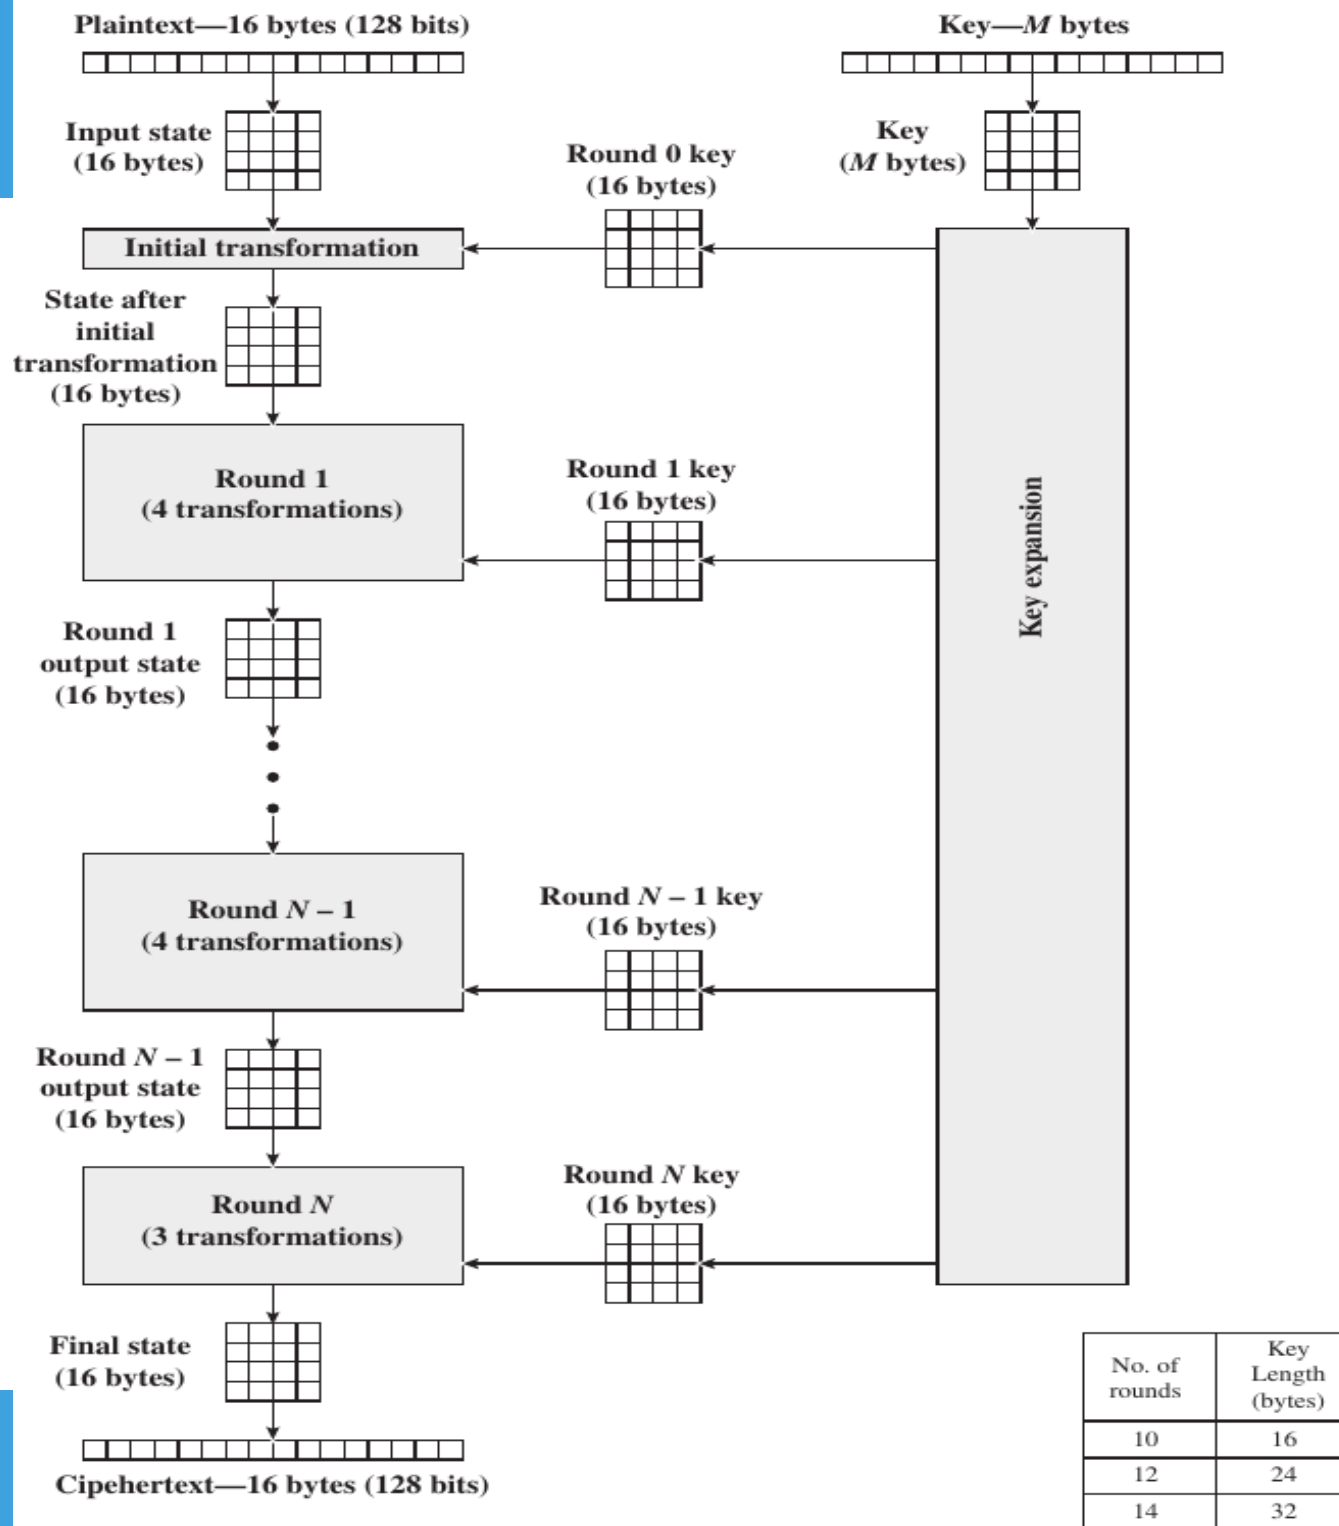 Plaintext—16 bytes (128 bits)
Key—M bytes
Input state
(16 bytes)
Key
(M bytes)
Round 0 key
(16 bytes)
Initial transformation
State after
initial
transformation
(16 bytes)
Round 1
(4 transformations)
Round 1 key
(16 bytes)
Key expansion
Round 1
output state
(16 bytes)
Round N – 1
(4 transformations)
Round N – 1 key
(16 bytes)
Round N – 1
output state
(16 bytes)
Round N
(3 transformations)
Round N key
(16 bytes)
Final state
(16 bytes)
Cipehertext—16 bytes (128 bits)
No. of
rounds
Key
Length
(bytes)
10 16
12 24
14 32